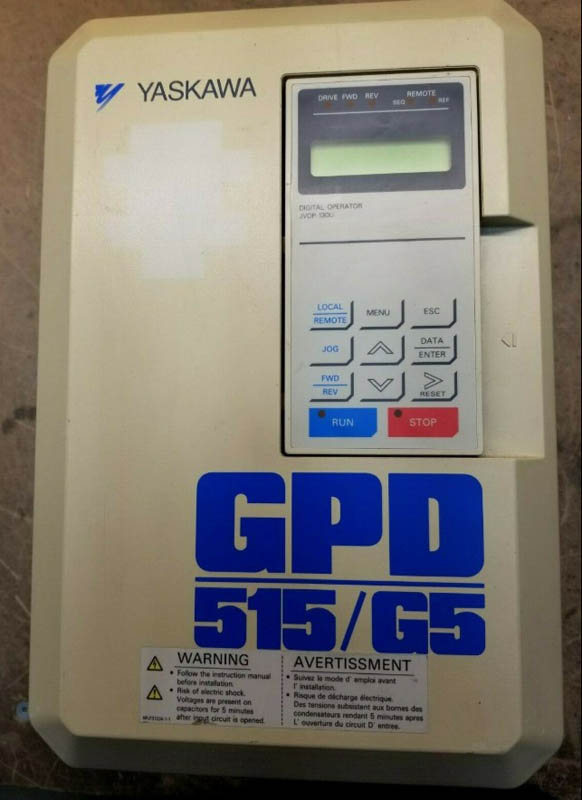 YASKAWA
DRIVE FWD REV REMOTE
SEQ REF
DIGITAL OPERATOR
JVOP-130U
LOCAL
REMOTE
MENU
ESC
JOG
DATA
ENTER
FWD
REV
RESET
RUN
STOP
GPD
515/G5
WARNING
• Follow the instruction manual
before installation.
• Risk of electric shock.
Voltages are present on
capacitors for 5 minutes
after input circuit is opened.
AVERTISSMENT
• Suivez le mode d' emploi avant
l' installation.
• Risque de décharge électrique.
Des tensions subsistent aux bornes des
condensateurs rendant 5 minutes apres
L' ouverture du circuit D' entree.